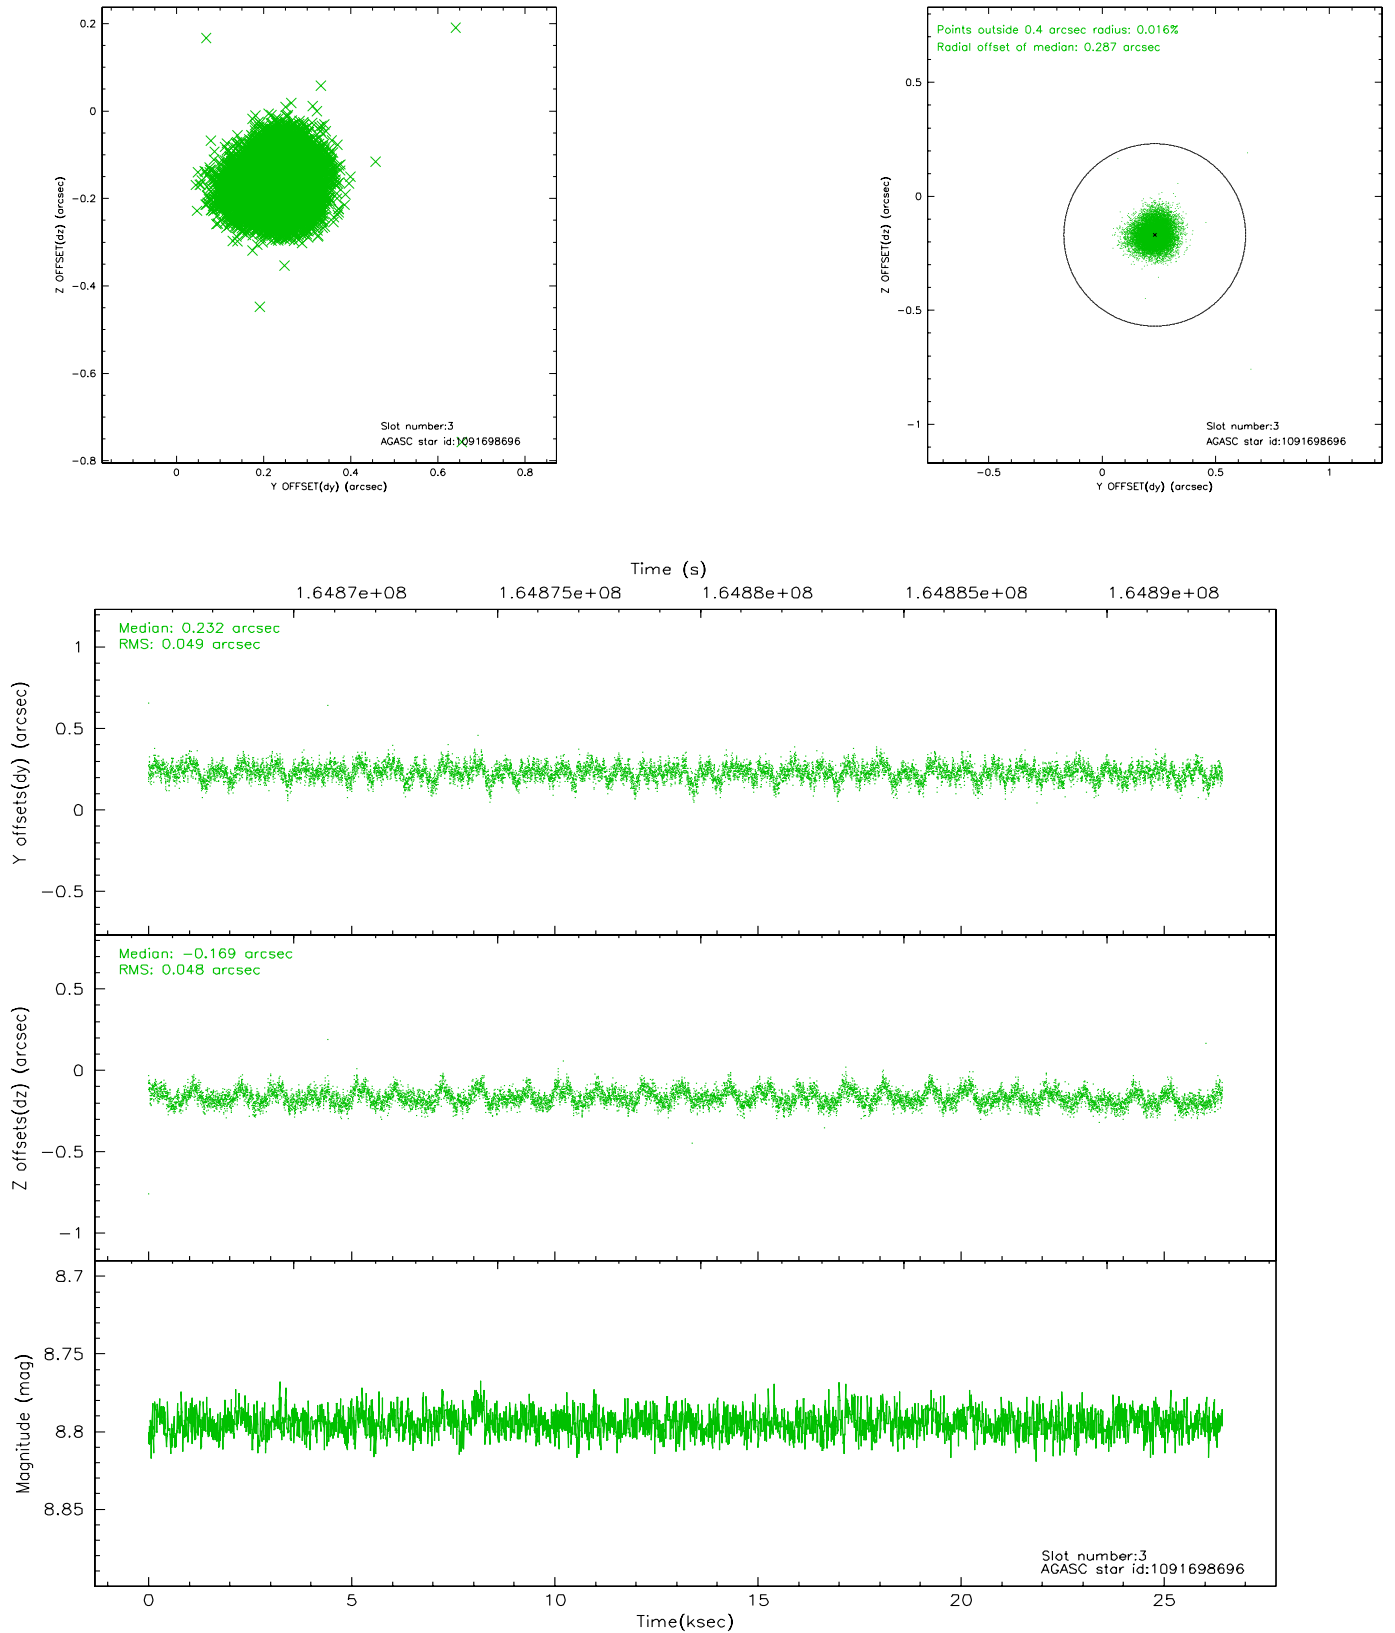 0.2
0
−0.2
−0.4
−0.6
−0.8
0
0.2
0.4
0.6
0.8
Z OFFSET(dz) (arcsec)
Y OFFSET(dy) (arcsec)
Slot number:3
AGASC star id:1091698696
Points outside 0.4 arcsec radius: 0.016%
Radial offset of median: 0.287 arcsec
0.5
0
−0.5
−1
−0.5
0
0.5
1
Z OFFSET(dz) (arcsec)
Y OFFSET(dy) (arcsec)
Slot number:3
AGASC star id:1091698696
Time (s)
1.6487e+08
1.64875e+08
1.6488e+08
1.64885e+08
1.6489e+08
Median: 0.232 arcsec
RMS: 0.049 arcsec
1
0.5
0
−0.5
Y offsets(dy) (arcsec)
Median: −0.169 arcsec
RMS: 0.048 arcsec
0.5
0
−0.5
−1
Z offsets(dz) (arcsec)
8.7
8.75
8.8
8.85
Magnitude (mag)
Slot number:3
AGASC star id:1091698696
0
5
10
15
20
25
Time(ksec)